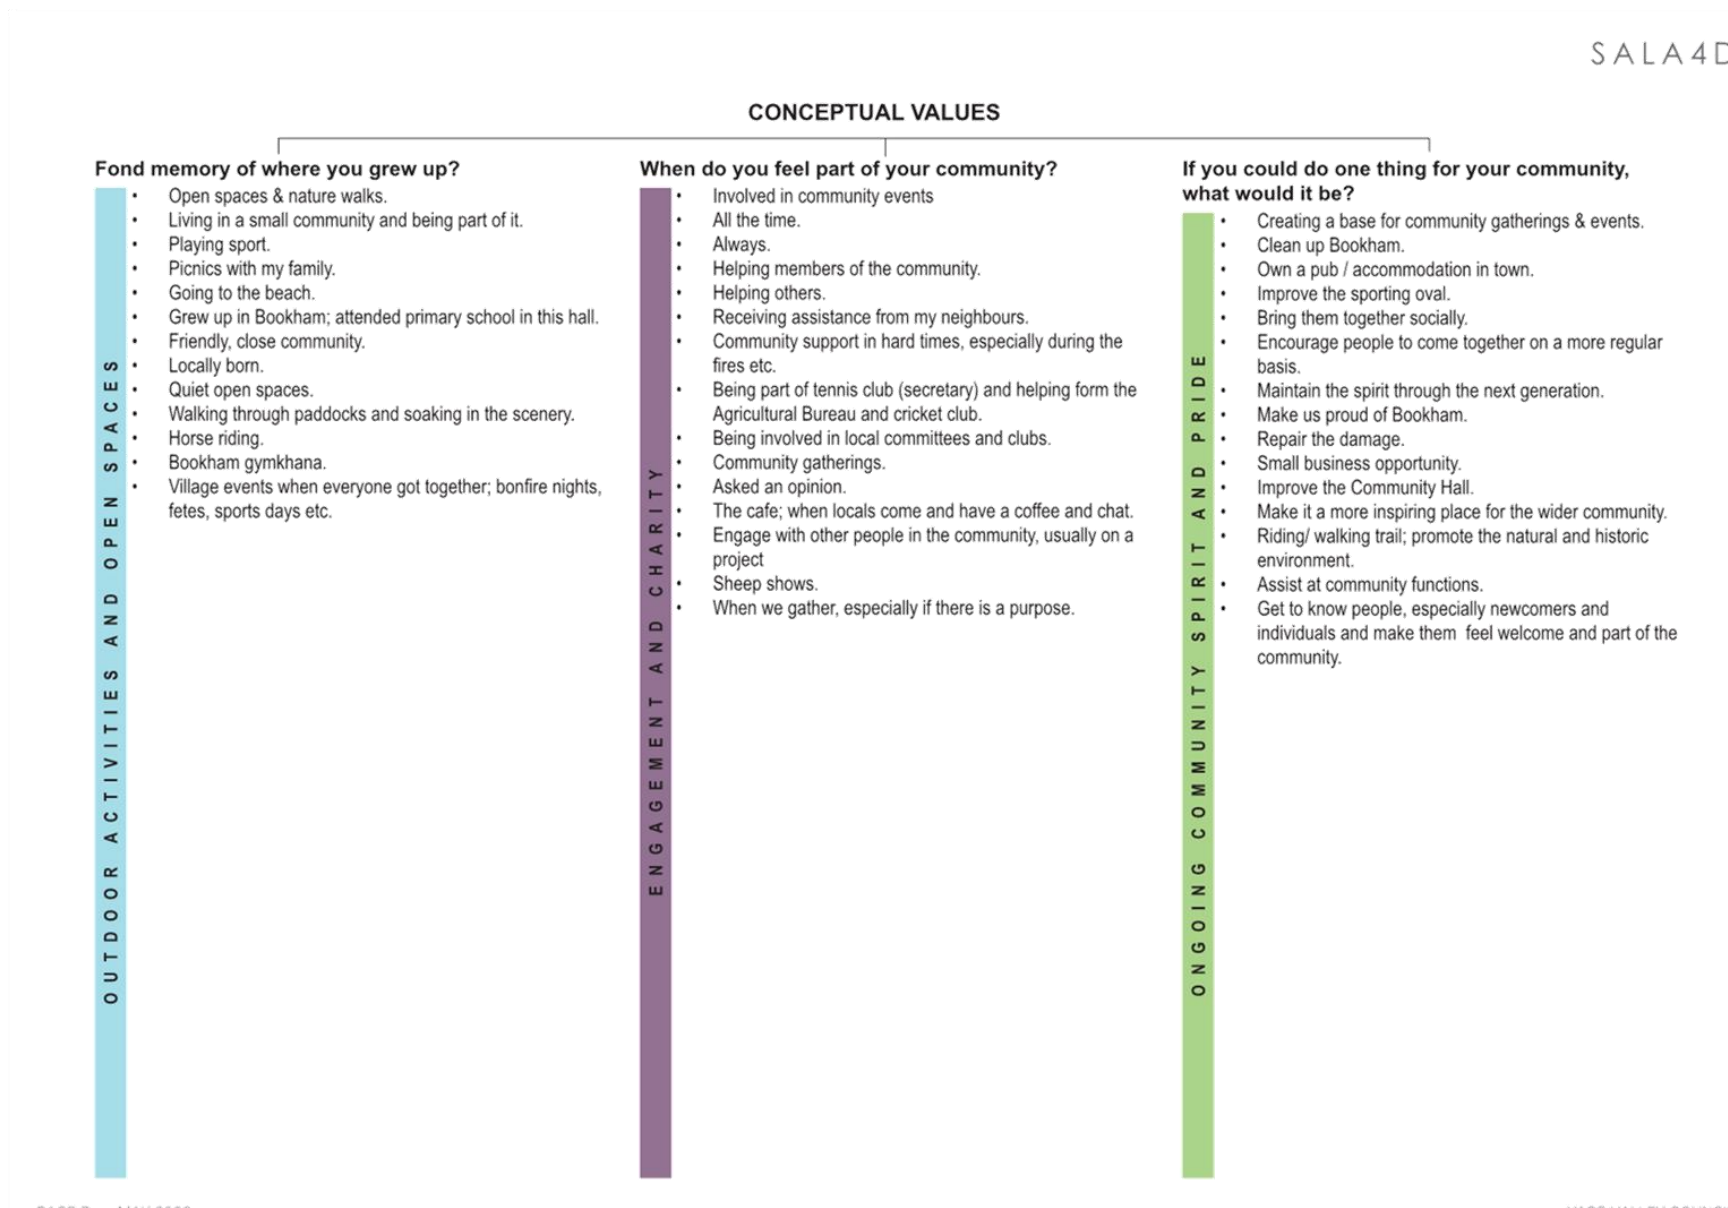 SALA4D
CONCEPTUAL VALUES
Fond memory of where you grew up?
OUTDOOR ACTIVITIES AND OPEN SPACES
• Open spaces & nature walks.
• Living in a small community and being part of it.
• Playing sport.
• Picnics with my family.
• Going to the beach.
• Grew up in Bookham; attended primary school in this hall.
• Friendly, close community.
• Locally born.
• Quiet open spaces.
• Walking through paddocks and soaking in the scenery.
• Horse riding.
• Bookham gymkhana.
• Village events when everyone got together; bonfire nights,
fetes, sports days etc.
When do you feel part of your community?
ENGAGEMENT AND CHARITY
• Involved in community events
• All the time.
• Always.
• Helping members of the community.
• Helping others.
• Receiving assistance from my neighbours.
• Community support in hard times, especially during the
fires etc.
• Being part of tennis club (secretary) and helping form the
Agricultural Bureau and cricket club.
• Being involved in local committees and clubs.
• Community gatherings.
• Asked an opinion.
• The cafe; when locals come and have a coffee and chat.
• Engage with other people in the community, usually on a
project
• Sheep shows.
• When we gather, especially if there is a purpose.
If you could do one thing for your community,
what would it be?
ONGOING COMMUNITY SPIRIT AND PRIDE
• Creating a base for community gatherings & events.
• Clean up Bookham.
• Own a pub / accommodation in town.
• Improve the sporting oval.
• Bring them together socially.
• Encourage people to come together on a more regular
basis.
• Maintain the spirit through the next generation.
• Make us proud of Bookham.
• Repair the damage.
• Small business opportunity.
• Improve the Community Hall.
• Make it a more inspiring place for the wider community.
• Riding/ walking trail; promote the natural and historic
environment.
• Assist at community functions.
• Get to know people, especially newcomers and
individuals and make them  feel welcome and part of the
community.